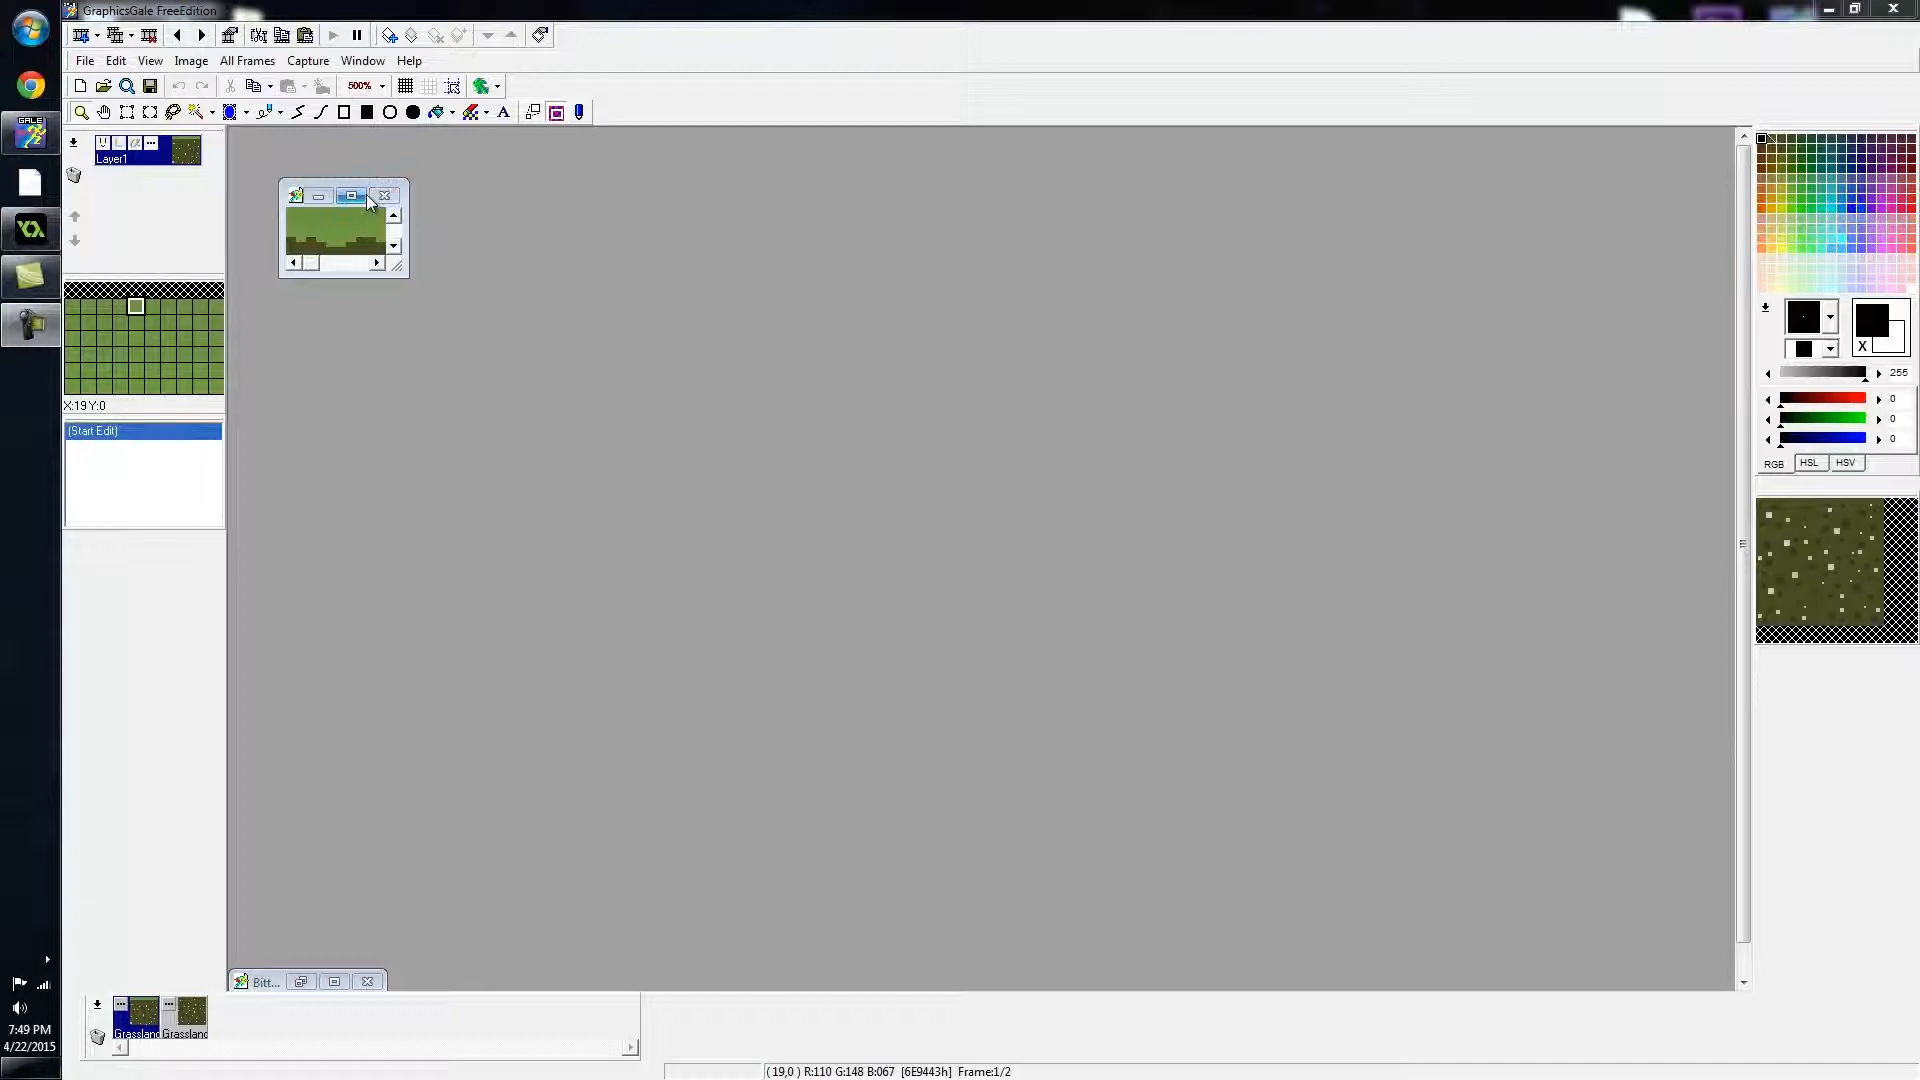 GraphicsGale FreeEdition
File Edit View Image All Frames Capture Window Help
500%
A
Layer1
GALE
X:19 Y:0
(Start Edit)
X
255
0
0
0
RGB HSL HSV
Bitt...
Grassland Grassland
7:49 PM
4/22/2015
( 19,0 ) R:110 G:148 B:067 [6E9443h] Frame:1/2